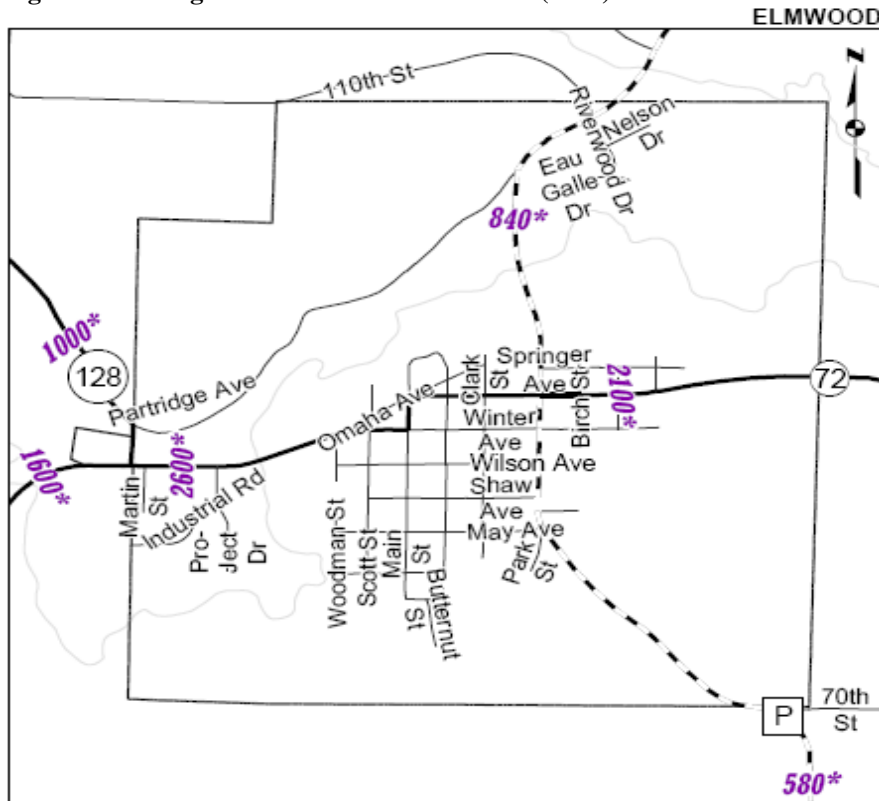 ELMWOOD
Z
110th St
Riverwood Dr
Nelson
Dr
Eau
Galle
Dr
840*
1000*
128
Partridge Ave
Clark
St
Springer
Ave
Birch St
2100*
72
Omaha Ave
Winter
Ave
1600*
2600*
Wilson Ave
Martin
St
Industrial Rd
Shaw
Ave
Pro-
Ject
Dr
Woodman St
Scott St
Main
St
May Ave
Park
St
Butternut
St
70th
St
P
580*